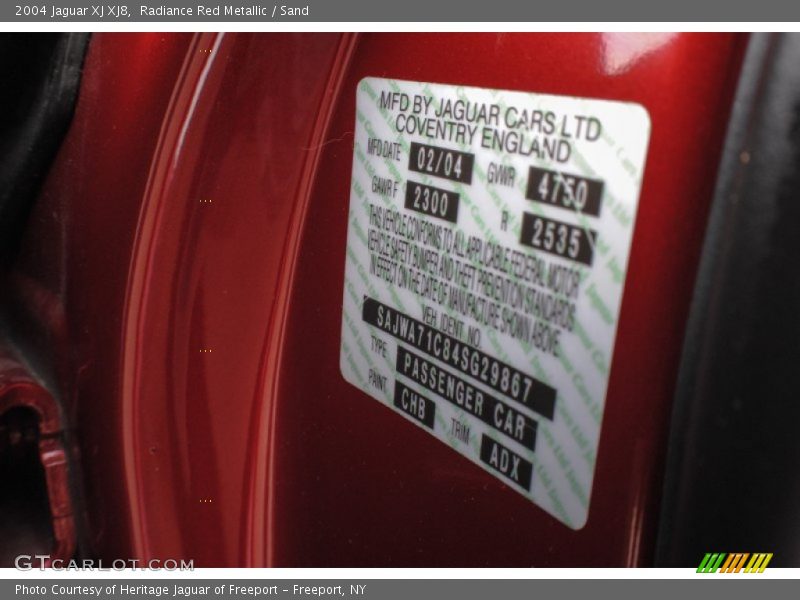 2004 Jaguar XJ XJ8,  Radiance Red Metallic / Sand
MFD BY JAGUAR CARS LTD
COVENTRY ENGLAND
MFD DATE 02/04 GVWR 4750
GAWR F 2300 R 2535
THIS VEHICLE CONFORMS TO ALL APPLICABLE FEDERAL MOTOR
VEHICLE SAFETY, BUMPER AND THEFT PREVENTION STANDARDS
IN EFFECT ON THE DATE OF MANUFACTURE SHOWN ABOVE
VEH. IDENT. NO.
SAJWA71C84SG29867
TYPE PASSENGER CAR
PAINT CHB TRIM ADX
GTCARLOT.COM
Photo Courtesy of Heritage Jaguar of Freeport – Freeport, NY